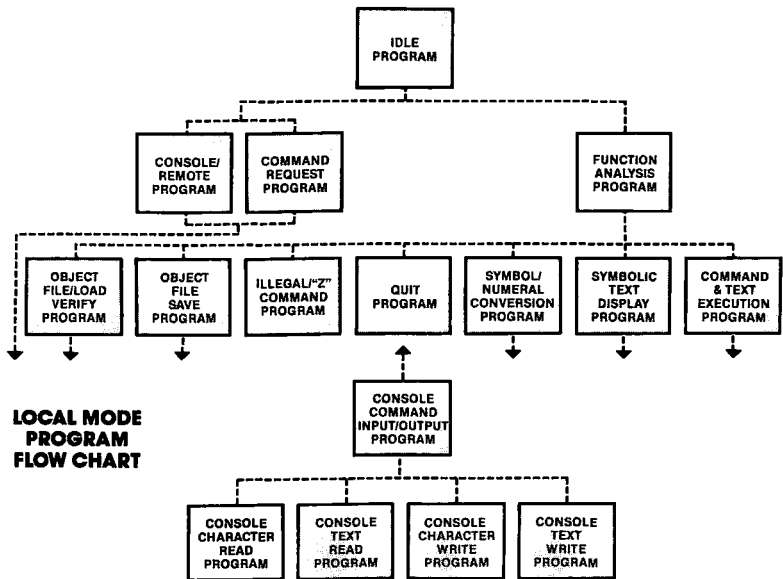 IDLE
PROGRAM
CONSOLE/
REMOTE
PROGRAM
COMMAND
REQUEST
PROGRAM
FUNCTION
ANALYSIS
PROGRAM
OBJECT
FILE/LOAD
VERIFY
PROGRAM
OBJECT
FILE
SAVE
PROGRAM
ILLEGAL/"Z"
COMMAND
PROGRAM
QUIT
PROGRAM
SYMBOL/
NUMERAL
CONVERSION
PROGRAM
SYMBOLIC
TEXT
DISPLAY
PROGRAM
COMMAND
& TEXT
EXECUTION
PROGRAM
LOCAL MODE
PROGRAM
FLOW CHART
CONSOLE
COMMAND
INPUT/OUTPUT
PROGRAM
CONSOLE
CHARACTER
READ
PROGRAM
CONSOLE
TEXT
READ
PROGRAM
CONSOLE
CHARACTER
WRITE
PROGRAM
CONSOLE
TEXT
WRITE
PROGRAM